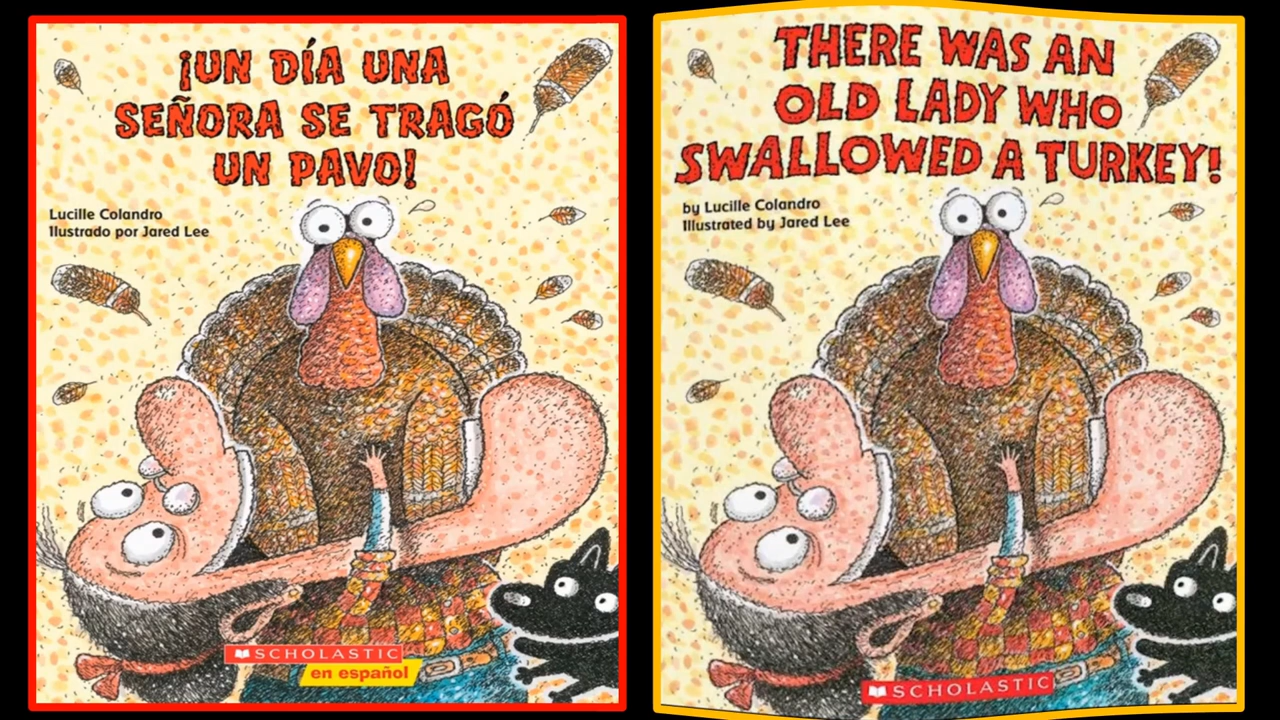 ¡UN DÍA UNA
SEÑORA SE TRAGÓ
UN PAVO!
Lucille Colandro
Ilustrado por Jared Lee
SCHOLASTIC
en español
THERE WAS AN
OLD LADY WHO
SWALLOWED A TURKEY!
by Lucille Colandro
Illustrated by Jared Lee
SCHOLASTIC